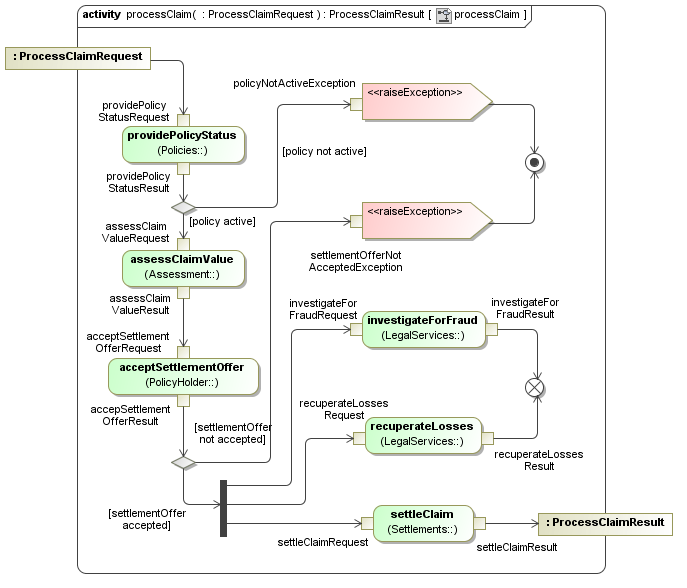 activity processClaim( : ProcessClaimRequest ) : ProcessClaimResult [ processClaim ]
: ProcessClaimRequest
providePolicy
StatusRequest
providePolicyStatus
(Policies::)
providePolicy
StatusResult
policyNotActiveException
<<raiseException>>
[policy not active]
[policy active]
assessClaim
ValueRequest
assessClaimValue
(Assessment::)
assessClaim
ValueResult
<<raiseException>>
settlementOfferNot
AcceptedException
acceptSettlement
OfferRequest
acceptSettlementOffer
(PolicyHolder::)
accepSettlement
OfferResult
[settlementOffer
not accepted]
investigateFor
FraudRequest
investigateForFraud
(LegalServices::)
investigateFor
FraudResult
recuperateLosses
Request
recuperateLosses
(LegalServices::)
recuperateLosses
Result
[settlementOffer
accepted]
settleClaimRequest
settleClaim
(Settlements::)
settleClaimResult
: ProcessClaimResult